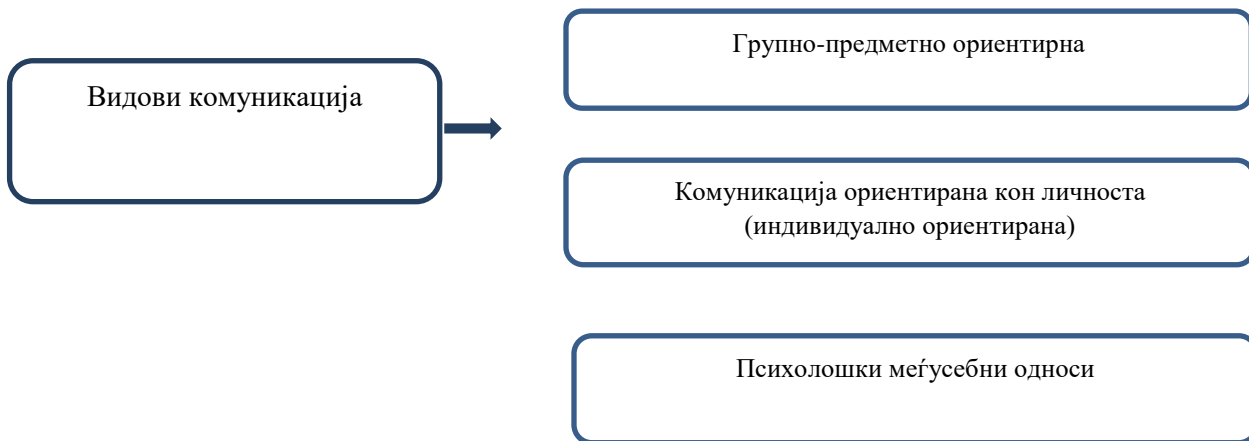 Видови комуникација
Групно-предметно ориентирна
Комуникација ориентирана кон личноста
(индивидуално ориентирана)
Психолошки меѓусебни односи